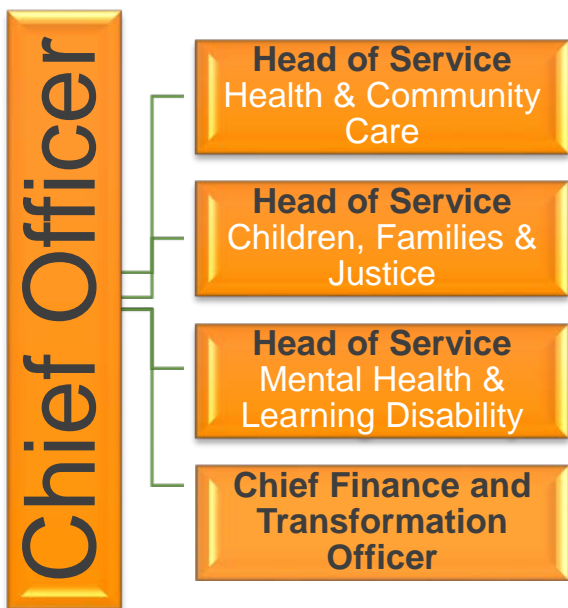 Chief Officer
Head of Service
Health & Community
Care
Head of Service
Children, Families &
Justice
Head of Service
Mental Health &
Learning Disability
Chief Finance and
Transformation
Officer